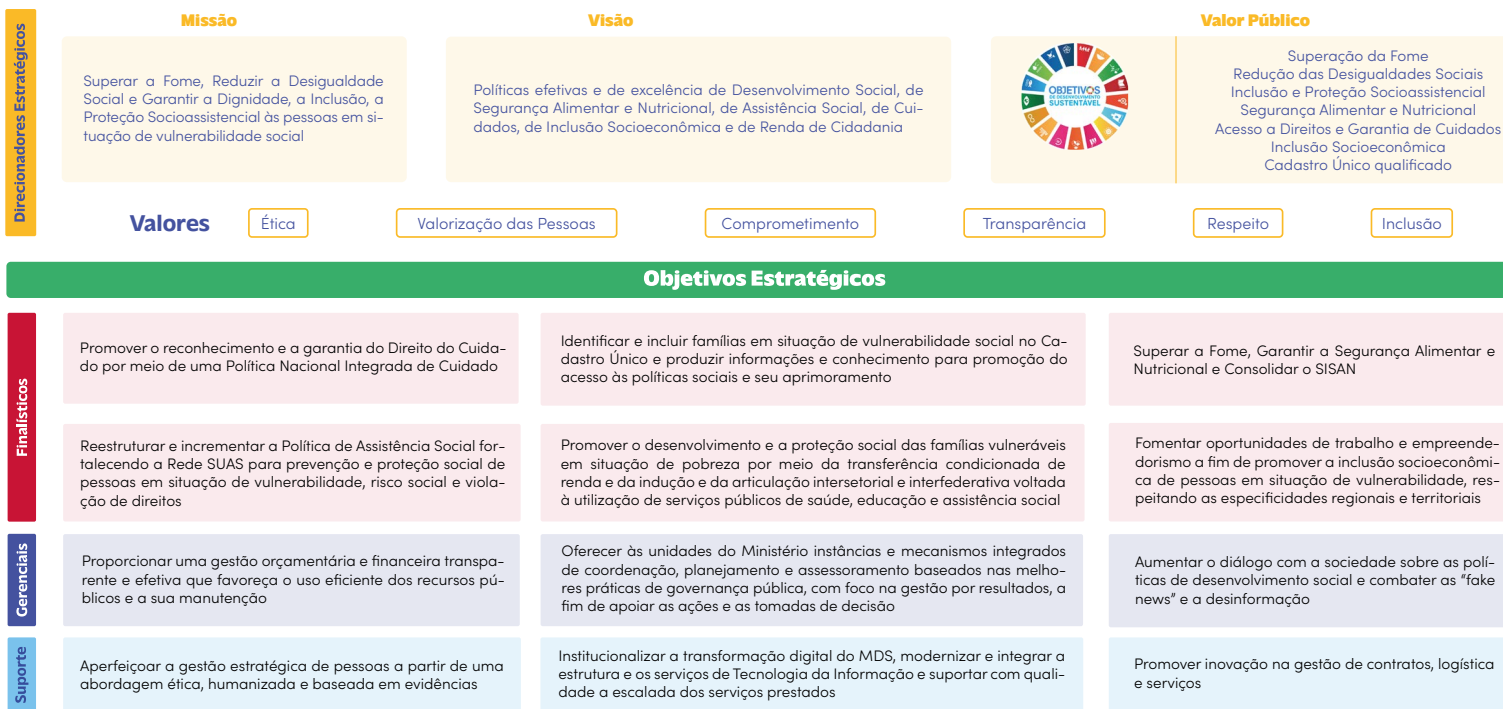 Direcionadores Estratégicos
Missão
Superar a Fome, Reduzir a Desigualdade
Social e Garantir a Dignidade, a Inclusão, a
Proteção Socioassistencial às pessoas em si-
tuação de vulnerabilidade social
Visão
Políticas efetivas e de excelência de Desenvolvimento Social, de
Segurança Alimentar e Nutricional, de Assistência Social, de Cui-
dados, de Inclusão Socioeconômica e de Renda de Cidadania
Valor Público
OBJETIVOS
DE DESENVOLVIMENTO
SUSTENTÁVEL
Superação da Fome
Redução das Desigualdades Sociais
Inclusão e Proteção Socioassistencial
Segurança Alimentar e Nutricional
Acesso a Direitos e Garantia de Cuidados
Inclusão Socioeconômica
Cadastro Único qualificado
Valores
Ética
Valorização das Pessoas
Comprometimento
Transparência
Respeito
Inclusão
Objetivos Estratégicos
Finalísticos
Promover o reconhecimento e a garantia do Direito do Cuida-
do por meio de uma Política Nacional Integrada de Cuidado
Identificar e incluir famílias em situação de vulnerabilidade social no Ca-
dastro Único e produzir informações e conhecimento para promoção do
acesso às políticas sociais e seu aprimoramento
Superar a Fome, Garantir a Segurança Alimentar e
Nutricional e Consolidar o SISAN
Reestruturar e incrementar a Política de Assistência Social for-
talecendo a Rede SUAS para prevenção e proteção social de
pessoas em situação de vulnerabilidade, risco social e viola-
ção de direitos
Promover o desenvolvimento e a proteção social das famílias vulneráveis
em situação de pobreza por meio da transferência condicionada de
renda e da indução e da articulação intersetorial e interfederativa voltada
à utilização de serviços públicos de saúde, educação e assistência social
Fomentar oportunidades de trabalho e empreende-
dorismo a fim de promover a inclusão socioeconômi-
ca de pessoas em situação de vulnerabilidade, res-
peitando as especificidades regionais e territoriais
Gerenciais
Proporcionar uma gestão orçamentária e financeira transpa-
rente e efetiva que favoreça o uso eficiente dos recursos pú-
blicos e a sua manutenção
Oferecer às unidades do Ministério instâncias e mecanismos integrados
de coordenação, planejamento e assessoramento baseados nas melho-
res práticas de governança pública, com foco na gestão por resultados, a
fim de apoiar as ações e as tomadas de decisão
Aumentar o diálogo com a sociedade sobre as polí-
ticas de desenvolvimento social e combater as "fake
news" e a desinformação
Suporte
Aperfeiçoar a gestão estratégica de pessoas a partir de uma
abordagem ética, humanizada e baseada em evidências
Institucionalizar a transformação digital do MDS, modernizar e integrar a
estrutura e os serviços de Tecnologia da Informação e suportar com quali-
dade a escalada dos serviços prestados
Promover inovação na gestão de contratos, logística
e serviços